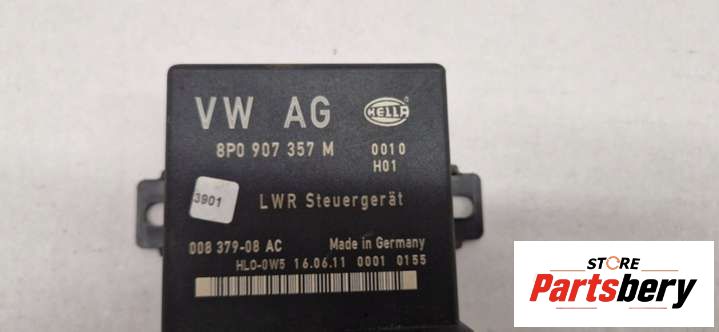 VW AG
HELLA
®
8P0 907 357 M
0010
H01
3901
LWR Steuergerät
008 379-08 AC
Made in Germany
HLO-0W5 16.06.11 0001 0155
STORE
Partsbery